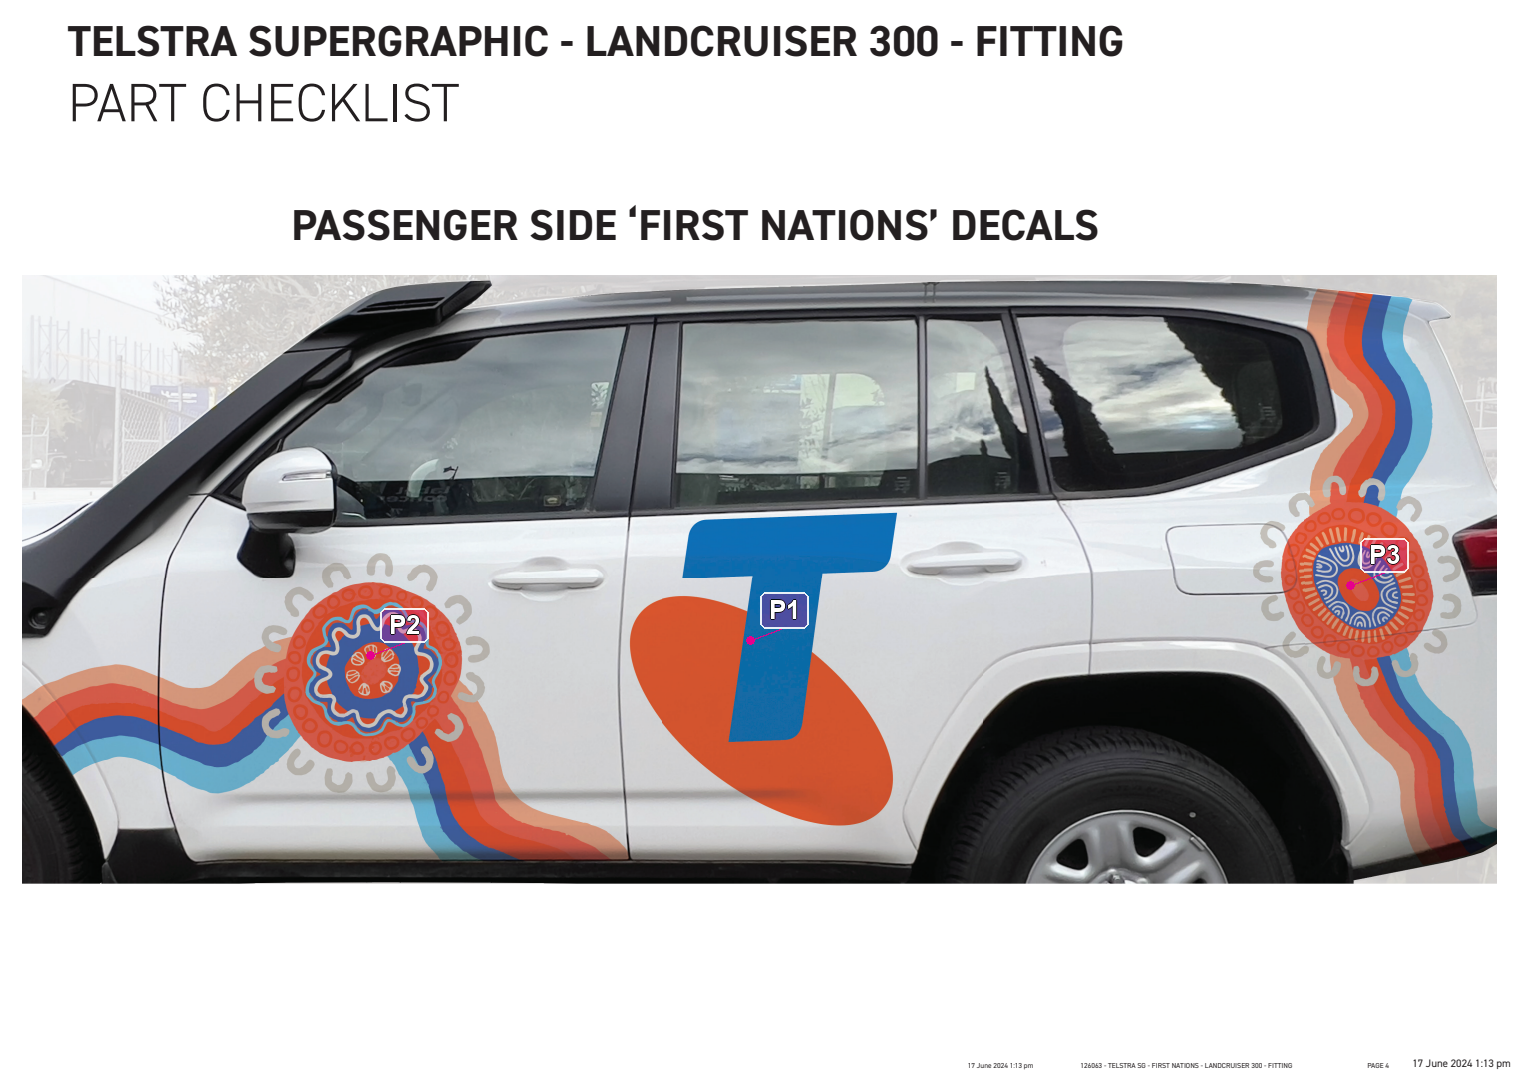 TELSTRA SUPERGRAPHIC - LANDCRUISER 300 - FITTING
PART CHECKLIST
PASSENGER SIDE ‘FIRST NATIONS’ DECALS
P3
P1
P2
17 June 2024 1:13 pm
126063 - TELSTRA SG - FIRST NATIONS - LANDCRUISER 300 - FITTING
PAGE 4
17 June 2024 1:13 pm